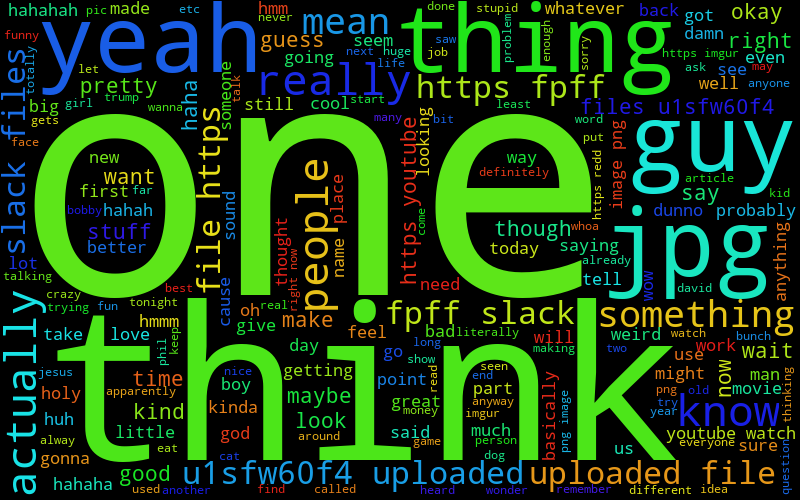 hahahah
pic
made
etc
hmm
never
done
stupid
whatever
back
got
okay
funny
yeah
mean
thing
problem
enough
sorry
damn
right
totally
guess
seem
going
next
huge
job
saw
life
https imgur
even
let
really
https fpff
ask
see
may
slack files
pretty
haha
someone
talk
well
anyone
big
girl
trump
wanna
still
cool
start
least
files u1sfw60f4
gets
file https
many
looking
bit
word
guy
face
one
https youtube
put
image png
new
way
article
want
definitely
https redd
say
kid
first
far
people
place
bobby
hahah
sound
come
though
whoa
dunno
probably
stuff
thought
name
today
saying
anything
better
already
lot
right now
tell
jpg
talking
need
wow
david
crazy
best
cause
trying
tonight
fun
oh
real
actually
hmmm
give
make
fpff slack
something
take
love
phil
keep
feel
bad
literally
will
weird
watch
bunch
think
day
long
making
two
work
wait
jesus
nice
go
show
seen
use
now
holy
time
boy
getting
point
read
end
part
basically
might
man
apparently
png
old
movie
thinking
huh
kind
kinda
maybe
great
anyway
try
know
money
imgur
year
little
god
look
said
game
much
png image
youtube watch
alway
around
person
everyone
gonna
eat
cat
dog
us
sure
question
good
u1sfw60f4 uploaded
uploaded file
hahaha
used
another
find
called
heard
wonder
remember
different
idea